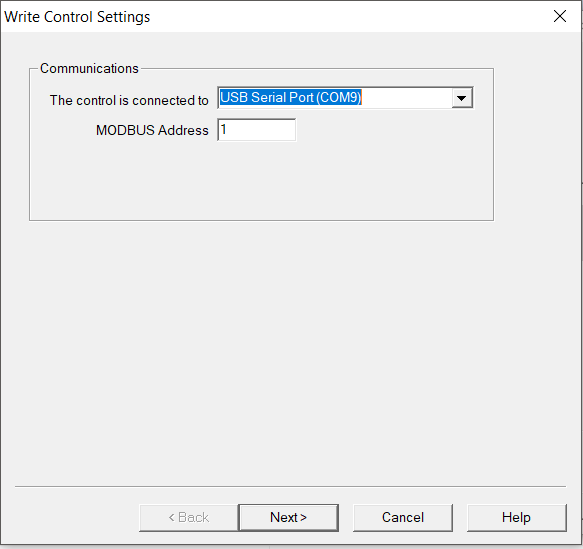 Write Control Settings
Communications
The control is connected to USB Serial Port (COM9)
MODBUS Address 1
< Back Next > Cancel Help